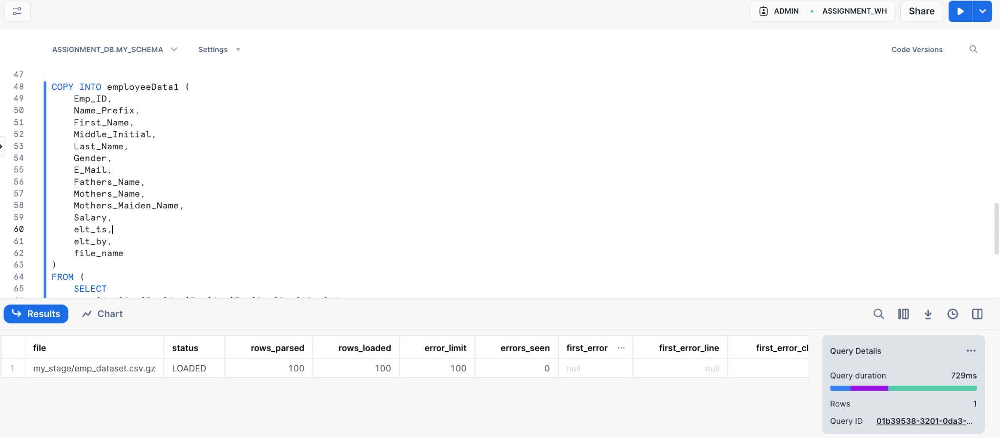 ADMIN ASSIGNMENT_WH Share
ASSIGNMENT_DB.MY_SCHEMA Settings Code Versions
47
48 COPY INTO employeeData1 (
49 Emp_ID,
50 Name_Prefix,
51 First_Name,
52 Middle_Initial,
53 Last_Name,
54 Gender,
55 E_Mail,
56 Fathers_Name,
57 Mothers_Name,
58 Mothers_Maiden_Name,
59 Salary,
60 elt_ts,
61 elt_by,
62 file_name
63 )
64 FROM (
65 SELECT
Results Chart
file status rows_parsed rows_loaded error_limit errors_seen first_error ... first_error_line
1 my_stage/emp_dataset.csv.gz LOADED 100 100 100 0 null null
Query Details ...
Query duration 729ms
Rows 1
Query ID 01b39538-3201-0da3-...